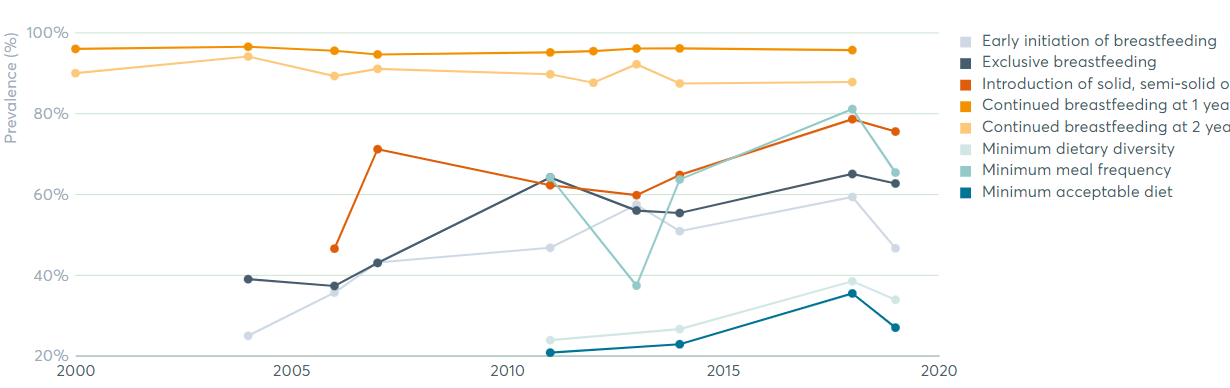 Prevalence (%)
100%
80%
60%
40%
20%
2000
2005
2010
2015
2020
Early initiation of breastfeeding
Exclusive breastfeeding
Introduction of solid, semi-solid o
Continued breastfeeding at 1 yea
Continued breastfeeding at 2 yea
Minimum dietary diversity
Minimum meal frequency
Minimum acceptable diet